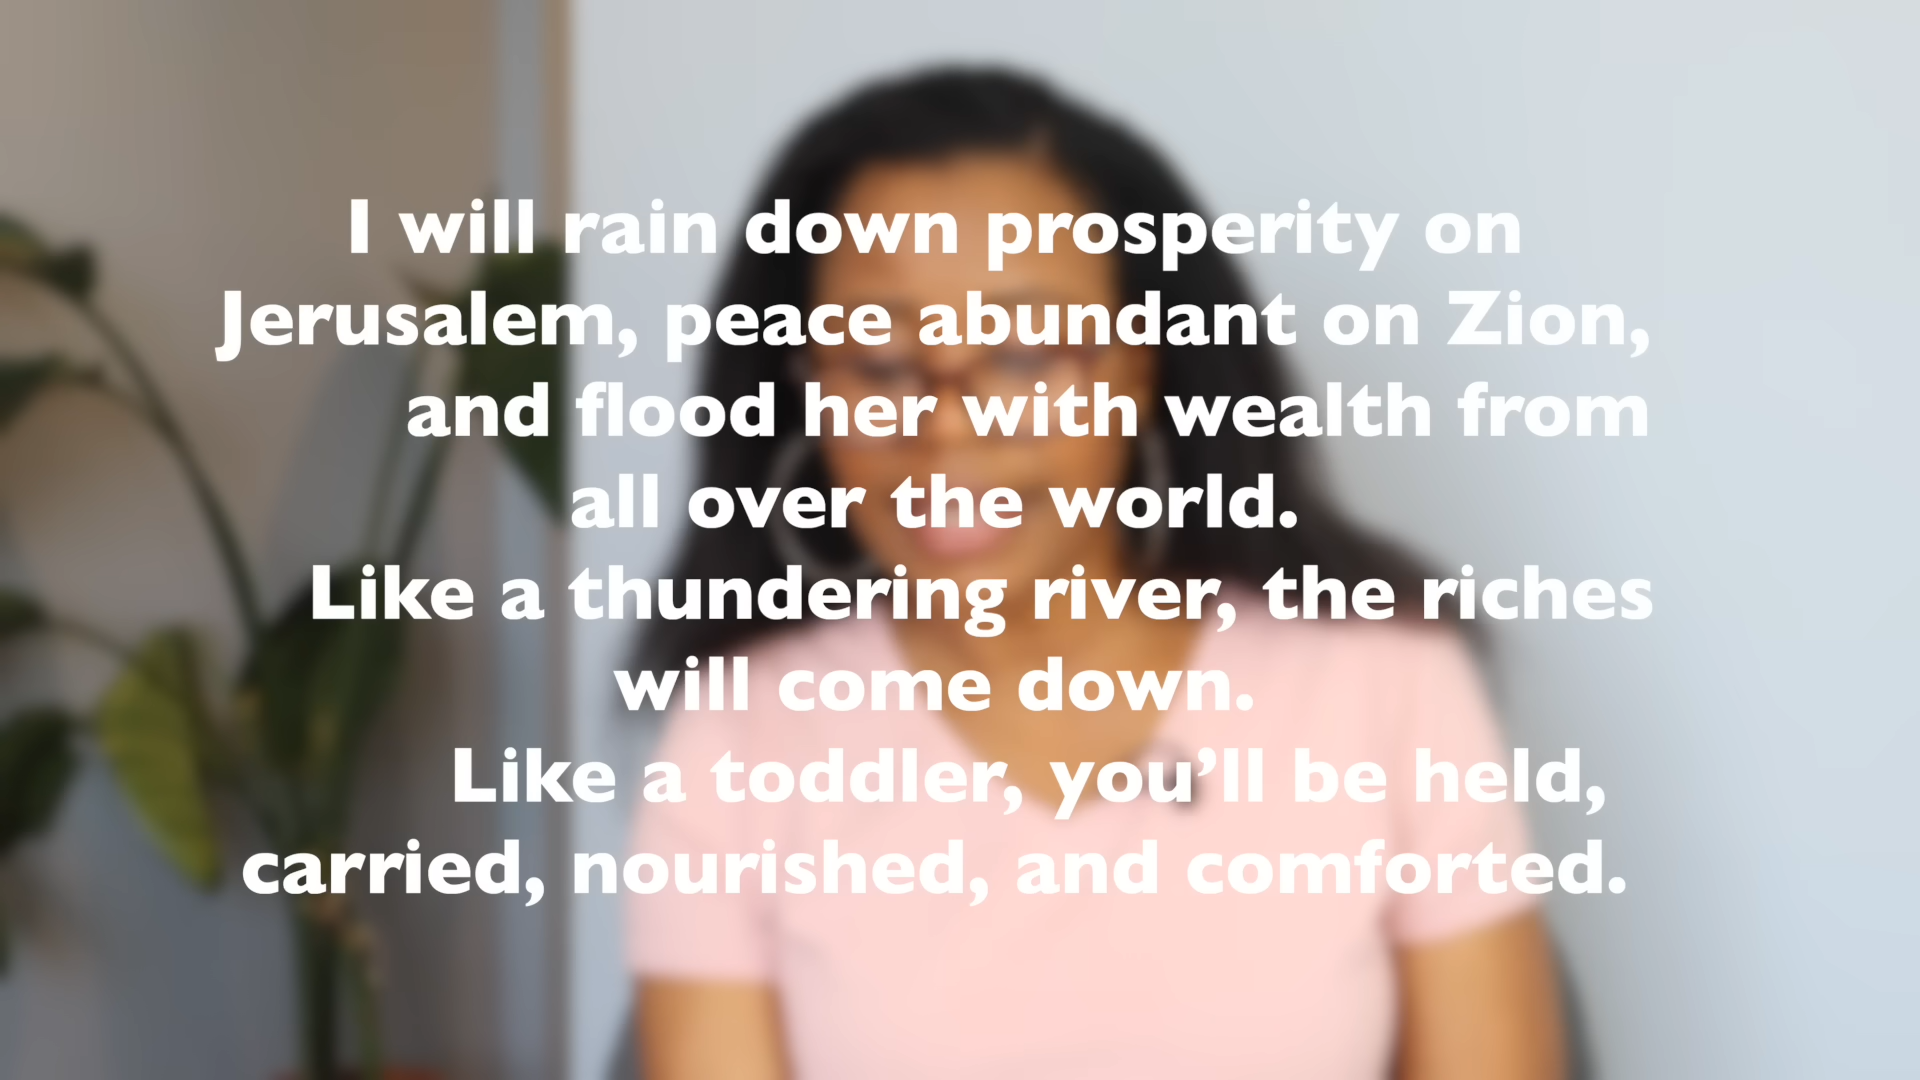 I will rain down prosperity on
Jerusalem, peace abundant on Zion,
and flood her with wealth from
all over the world.
Like a thundering river, the riches
will come down.
Like a toddler, you’ll be held,
carried, nourished, and comforted.